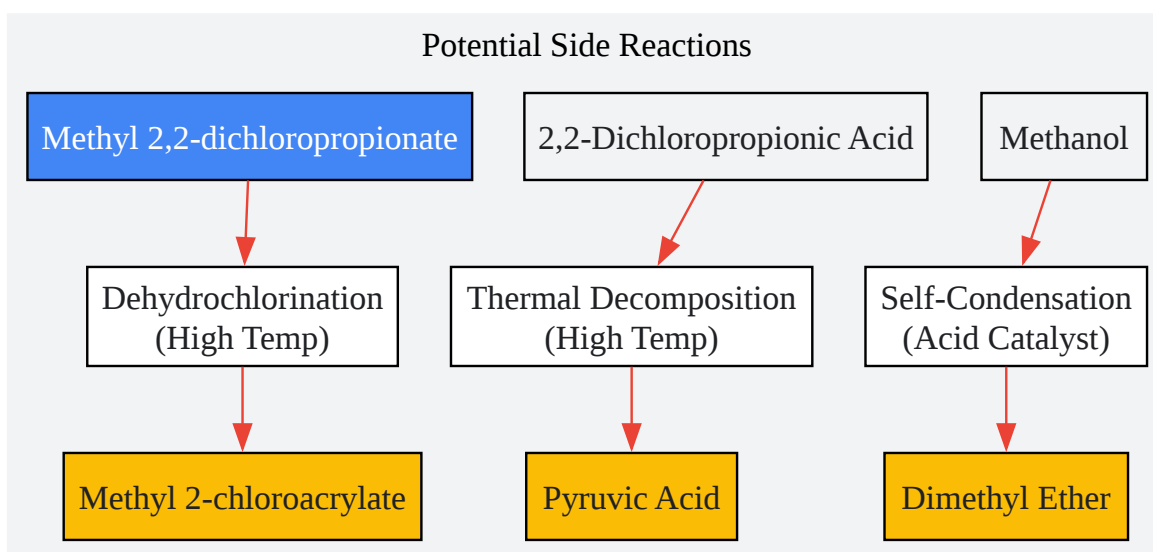 Potential Side Reactions
Methyl 2,2-dichloropropionate
2,2-Dichloropropionic Acid
Methanol
Dehydrochlorination
(High Temp)
Thermal Decomposition
(High Temp)
Self-Condensation
(Acid Catalyst)
Methyl 2-chloroacrylate
Pyruvic Acid
Dimethyl Ether